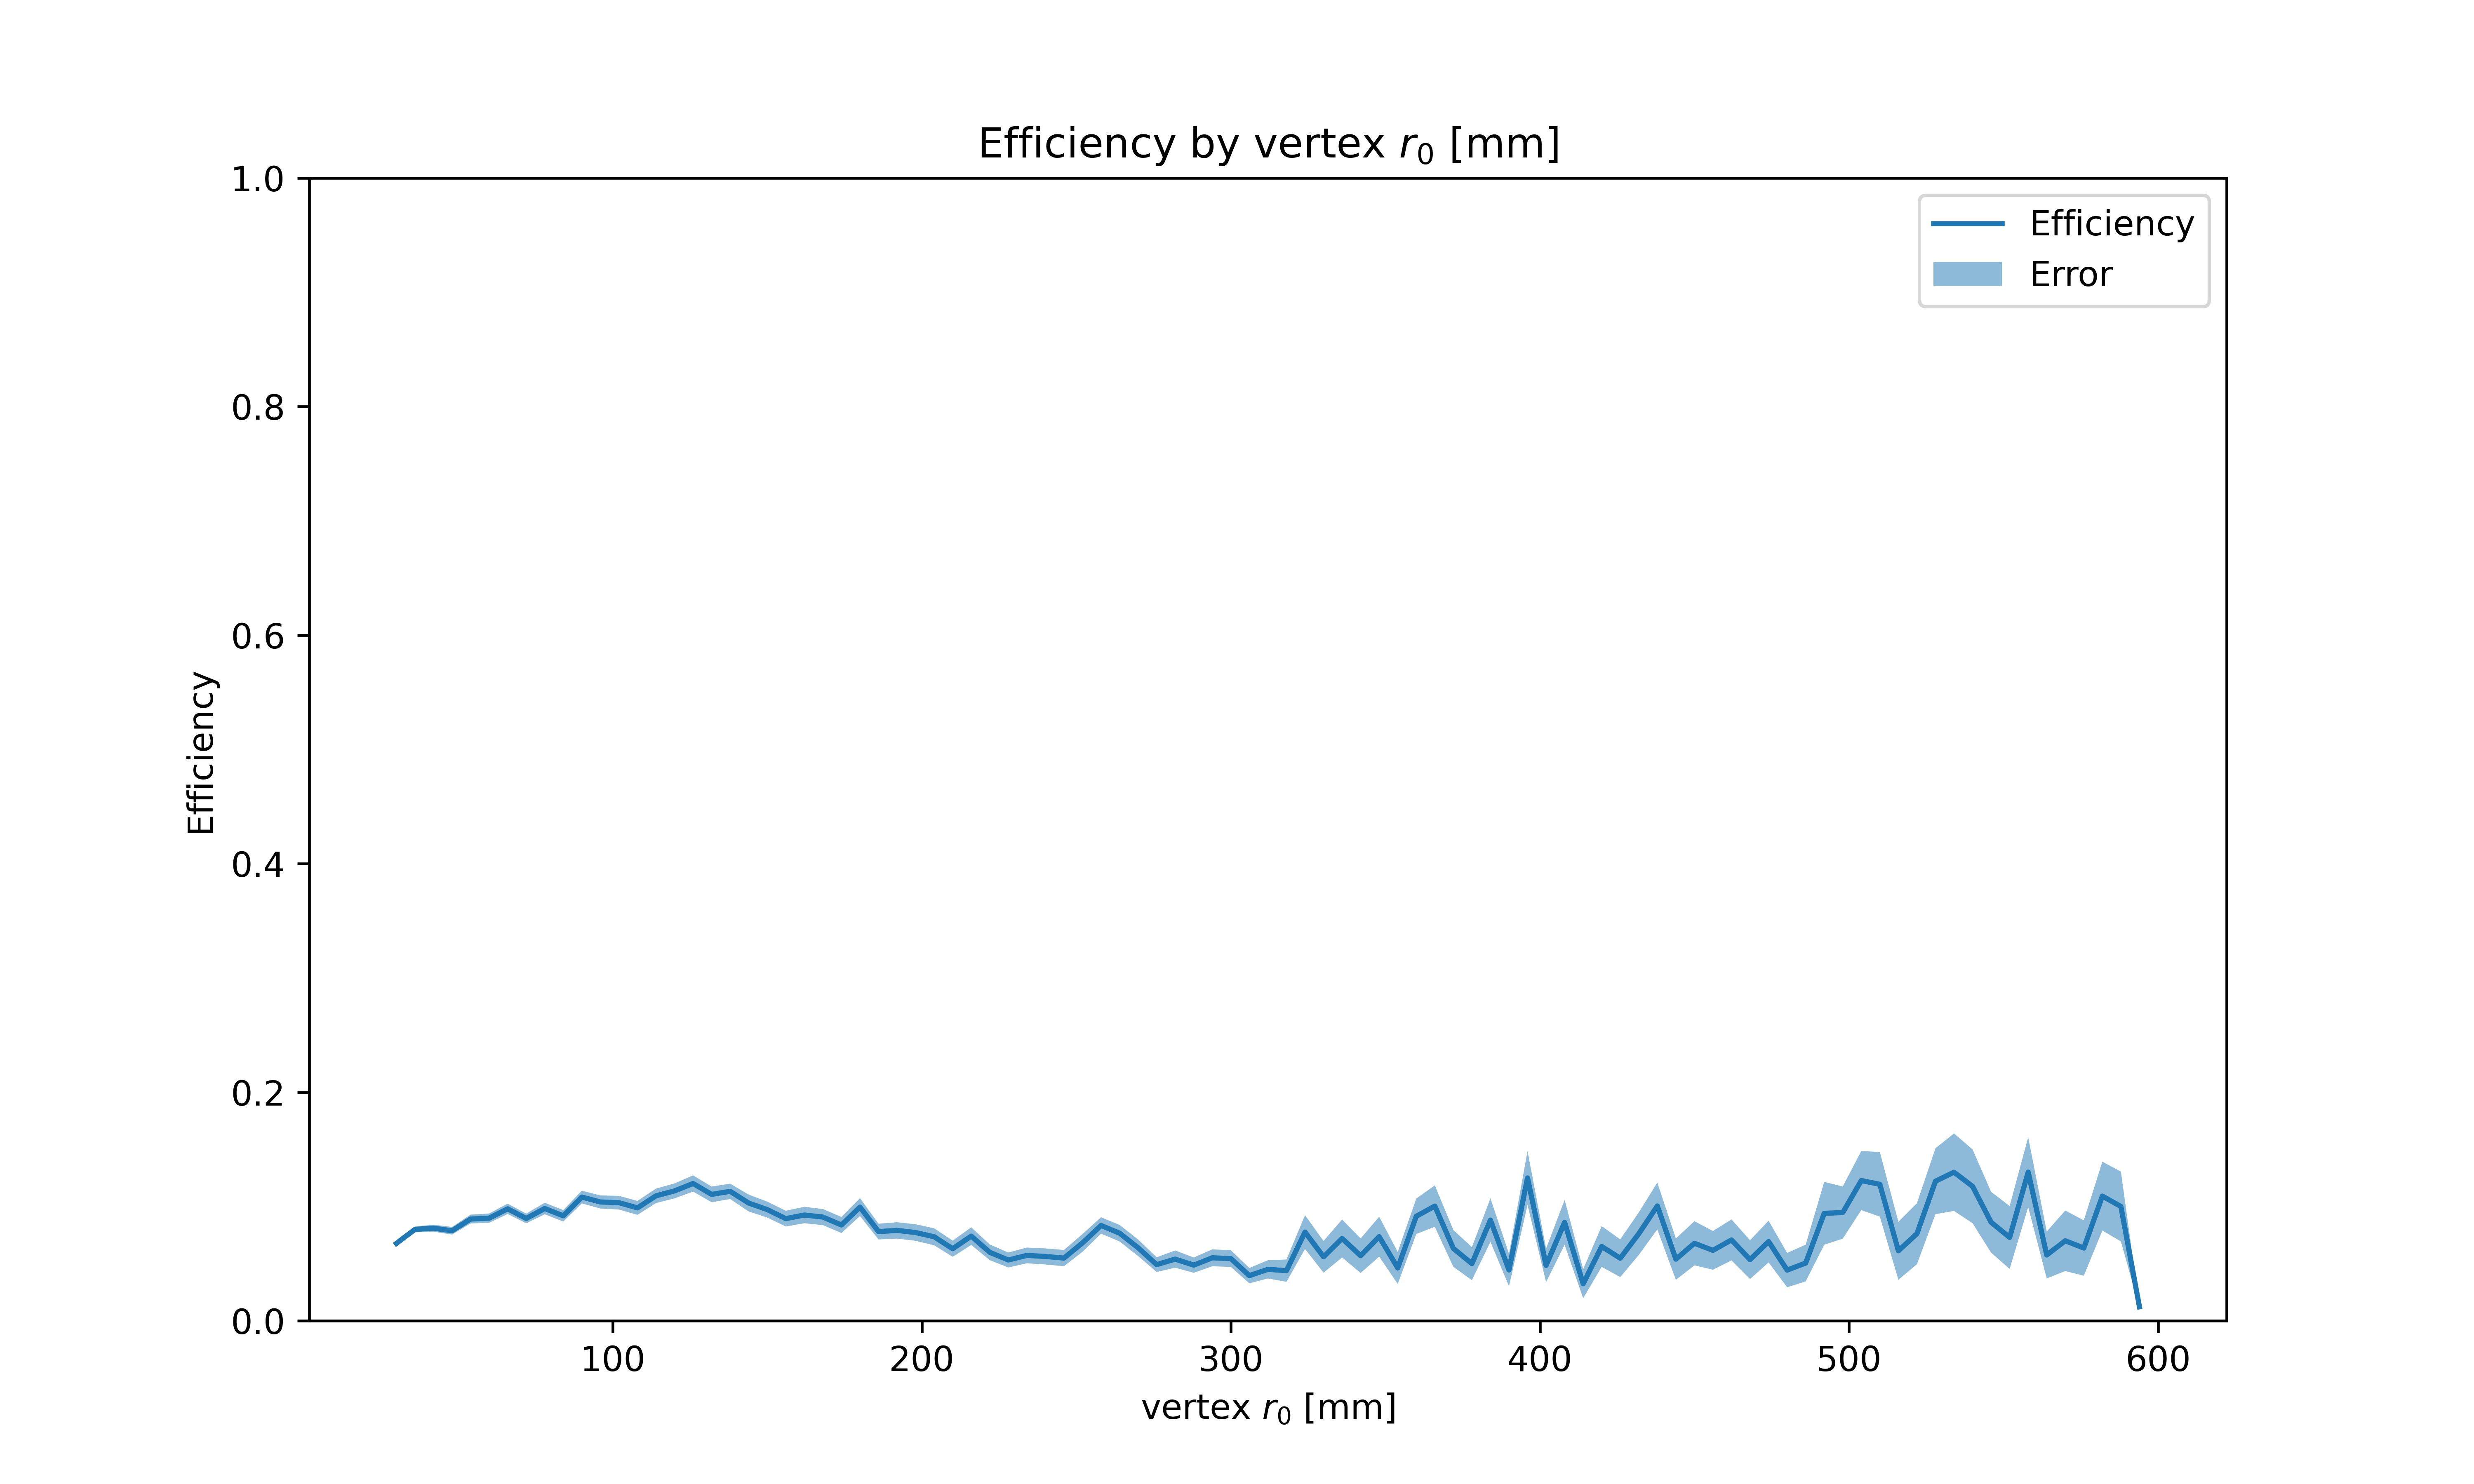 Efficiency by vertex r₀ [mm]
1.0
0.8
0.6
0.4
0.2
0.0
Efficiency
Efficiency
Error
100 200 300 400 500 600
vertex r₀ [mm]